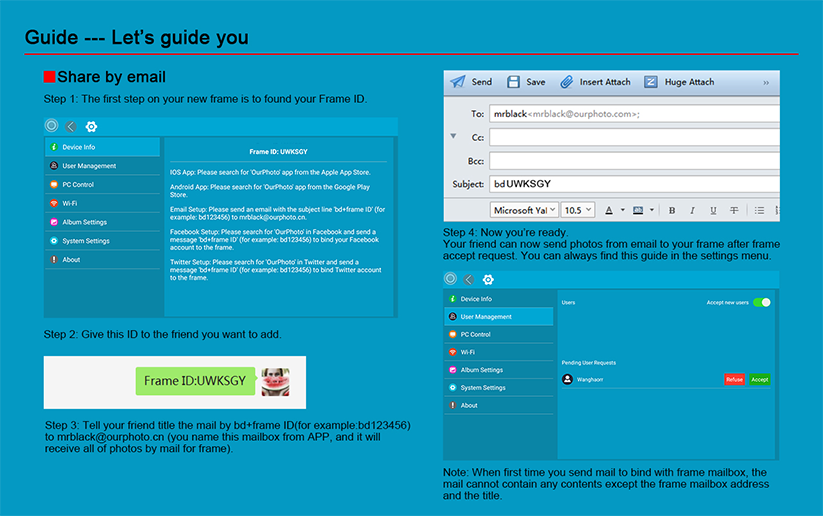 Guide --- Let's guide you
Share by email
Step 1: The first step on your new frame is to found your Frame ID.
Device Info
User Management
PC Control
Wi-Fi
Album Settings
System Settings
About
Frame ID: UWKSGY
IOS App: Please search for 'OurPhoto' app from the Apple App Store.
Android App: Please search for 'OurPhoto' app from the Google Play
Store.
Email Setup: Please send an email with the subject line 'bd+frame ID' (for
example: bd123456) to mrblack@ourphoto.cn.
Facebook Setup: Please search for 'OurPhoto' in Facebook and send a
message 'bd+frame ID' (for example: bd123456) to bind your Facebook
account to the frame.
Twitter Setup: Please search for 'OurPhoto' in Twitter and send a
message 'bd+frame ID' (for example: bd123456) to bind Twitter account
to the frame.
Step 2: Give this ID to the friend you want to add.
Frame ID:UWKSGY
Step 3: Tell your friend title the mail by bd+frame ID(for example:bd123456)
to mrblack@ourphoto.cn (you name this mailbox from APP, and it will
receive all of photos by mail for frame).
Send Save Insert Attach Huge Attach »
To: mrblack<mrblack@ourphoto.com>;
Cc:
Bcc:
Subject: bdUWKSGY
Microsoft Yal 10.5 A ab B I U T
Step 4: Now you're ready.
Your friend can now send photos from email to your frame after frame
accept request. You can always find this guide in the settings menu.
Device Info
User Management
PC Control
Wi-Fi
Album Settings
System Settings
About
Users Accept new users
Pending User Requests
Wanghaorr Refuse Accept
Note: When first time you send mail to bind with frame mailbox, the
mail cannot contain any contents except the frame mailbox address
and the title.